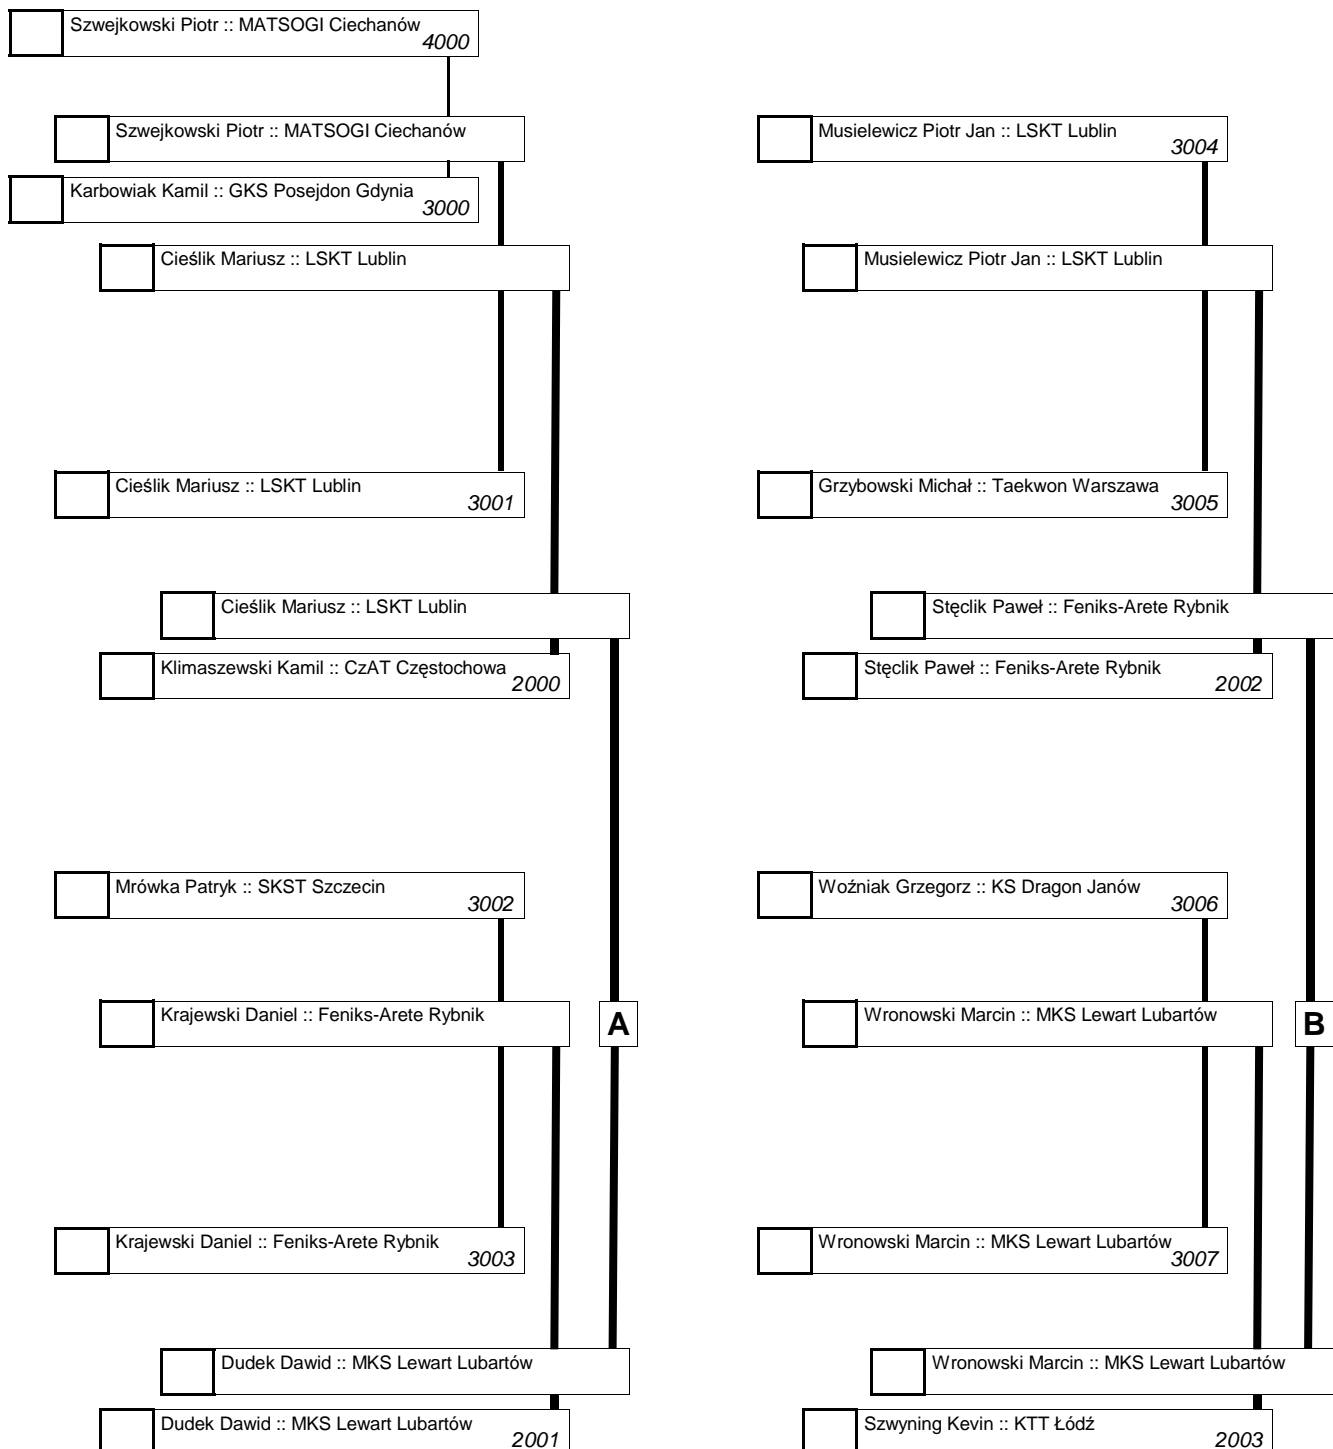 Szwejkowski Piotr :: MATSOGI Ciechanów
4000
Szwejkowski Piotr :: MATSOGI Ciechanów
Karbowiak Kamil :: GKS Posejdon Gdynia
3000
Cieślik Mariusz :: LSKT Lublin
Cieślik Mariusz :: LSKT Lublin
3001
Cieślik Mariusz :: LSKT Lublin
Klimaszewski Kamil :: CzAT Częstochowa
2000
Mrówka Patryk :: SKST Szczecin
3002
Krajewski Daniel :: Feniks-Arete Rybnik
A
Krajewski Daniel :: Feniks-Arete Rybnik
3003
Dudek Dawid :: MKS Lewart Lubartów
Dudek Dawid :: MKS Lewart Lubartów
2001
Musielewicz Piotr Jan :: LSKT Lublin
3004
Musielewicz Piotr Jan :: LSKT Lublin
Grzybowski Michał :: Taekwon Warszawa
3005
Stęclik Paweł :: Feniks-Arete Rybnik
Stęclik Paweł :: Feniks-Arete Rybnik
2002
Woźniak Grzegorz :: KS Dragon Janów
3006
Wronowski Marcin :: MKS Lewart Lubartów
B
Wronowski Marcin :: MKS Lewart Lubartów
3007
Wronowski Marcin :: MKS Lewart Lubartów
Szwyning Kevin :: KTT Łódź
2003